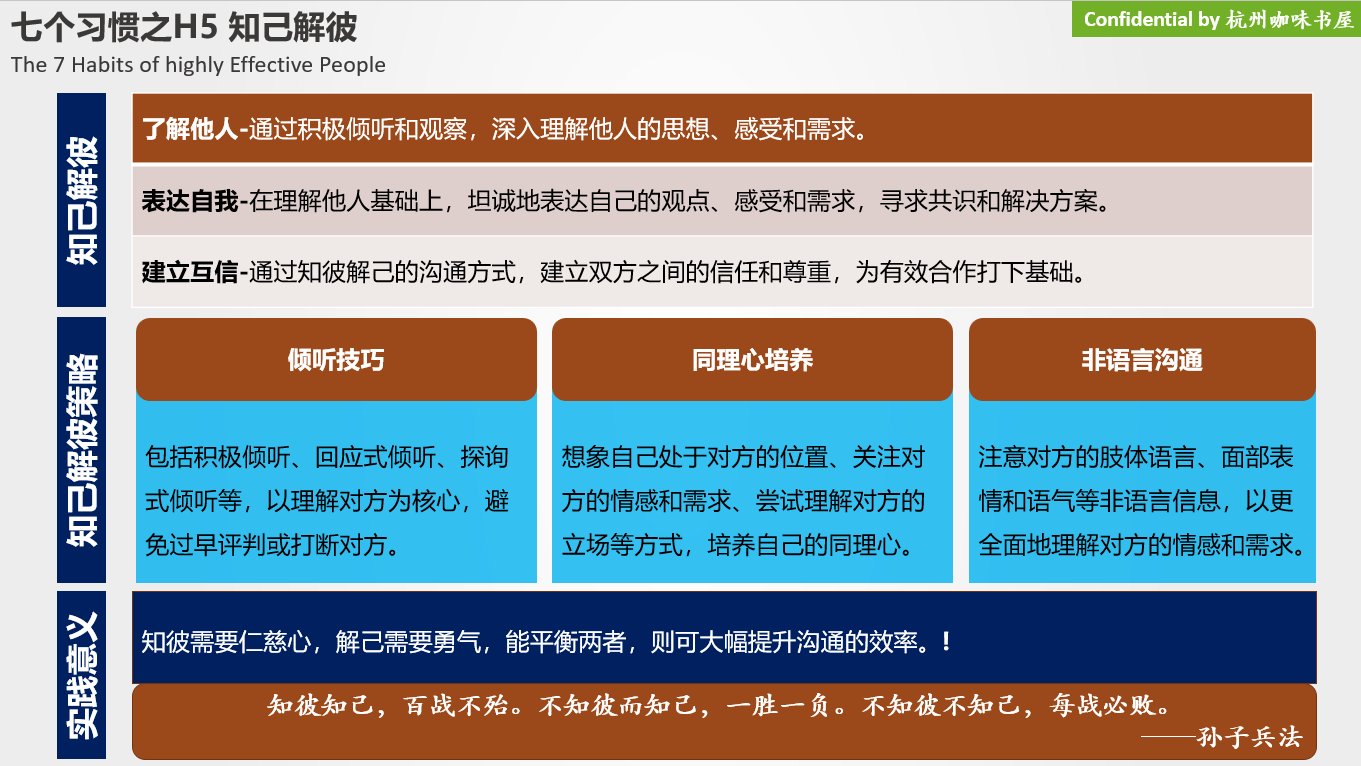 七个习惯之H5 知己解彼
Confidential by 杭州咖味书屋
The 7 Habits of highly Effective People
知己解彼
了解他人-通过积极倾听和观察，深入理解他人的思想、感受和需求。
表达自我-在理解他人基础上，坦诚地表达自己的观点、感受和需求，寻求共识和解决方案。
建立互信-通过知彼解己的沟通方式，建立双方之间的信任和尊重，为有效合作打下基础。
知己解彼策略
倾听技巧
包括积极倾听、回应式倾听、探询
式倾听等，以理解对方为核心，避
免过早评判或打断对方。
同理心培养
想象自己处于对方的位置、关注对
方的情感和需求、尝试理解对方的
立场等方式，培养自己的同理心。
非语言沟通
注意对方的肢体语言、面部表
情和语气等非语言信息，以更
全面地理解对方的情感和需求。
实践意义
知彼需要仁慈心，解己需要勇气，能平衡两者，则可大幅提升沟通的效率。！
知彼知己，百战不殆。不知彼而知己，一胜一负。不知彼不知己，每战必败。
——孙子兵法